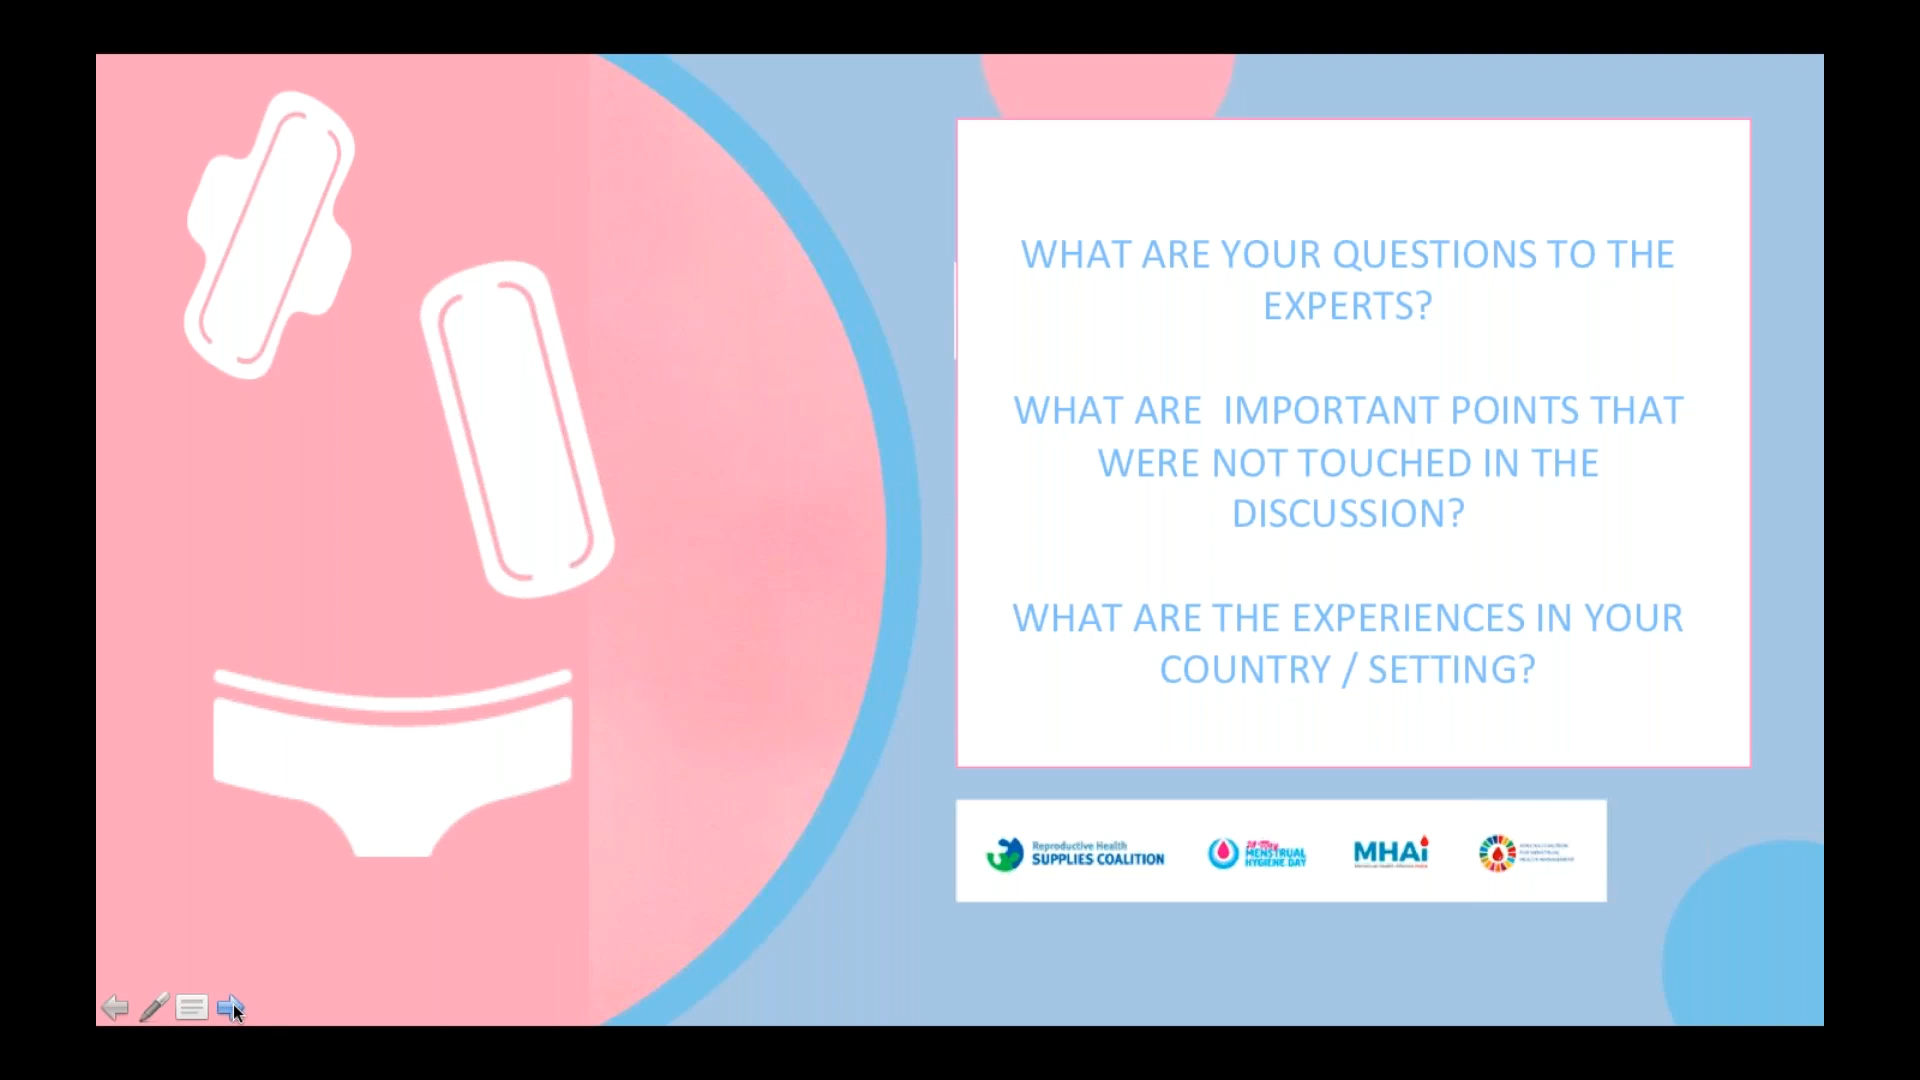 WHAT ARE YOUR QUESTIONS TO THE
EXPERTS?
WHAT ARE  IMPORTANT POINTS THAT
WERE NOT TOUCHED IN THE
DISCUSSION?
WHAT ARE THE EXPERIENCES IN YOUR
COUNTRY / SETTING?
Reproductive Health
SUPPLIES COALITION
MENSTRUAL
HYGIENE DAY
MHAi